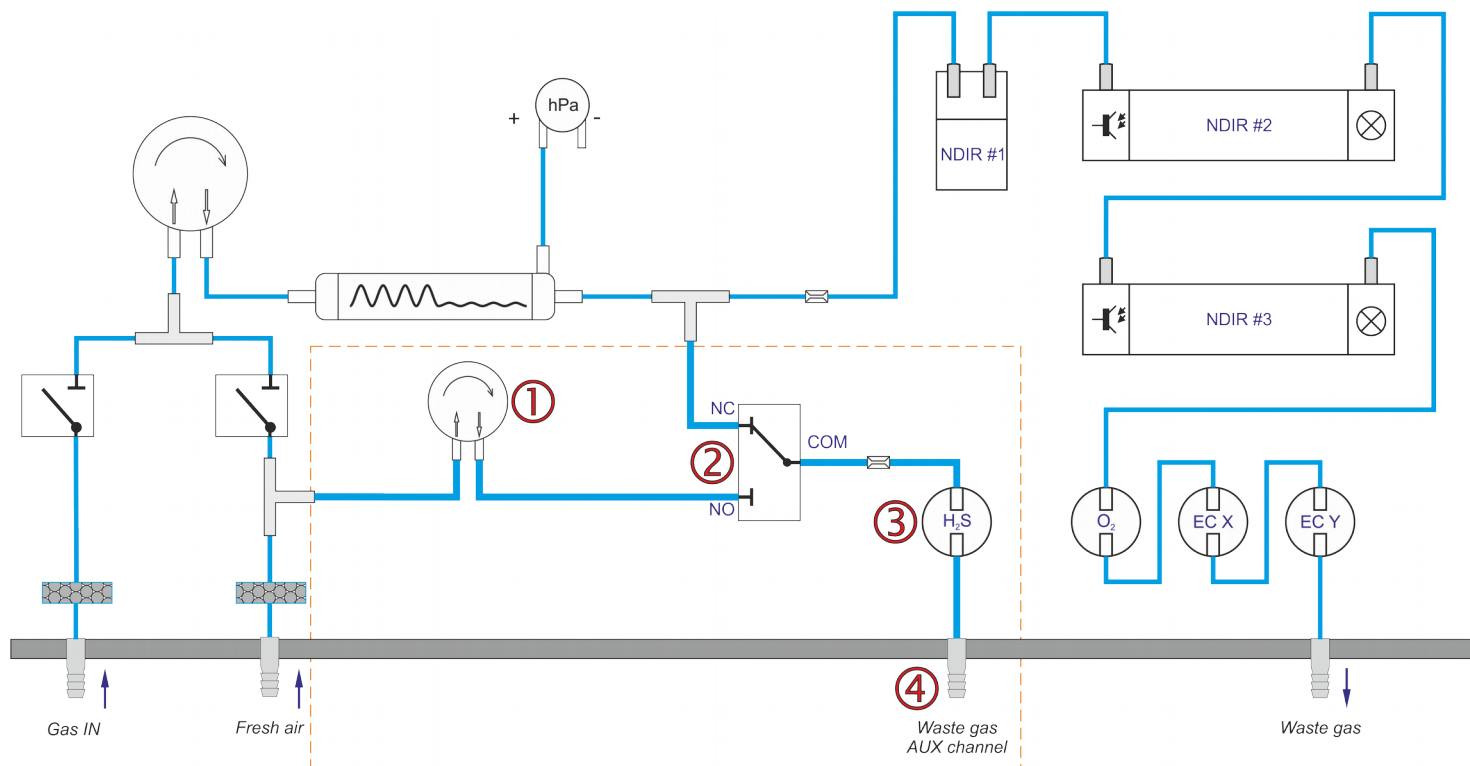 hPa
+
-
NDIR #1
NDIR #2
NDIR #3
①
NC
②
COM
NO
③
H₂S
O₂
EC X
EC Y
④
Gas IN
Fresh air
Waste gas
AUX channel
Waste gas